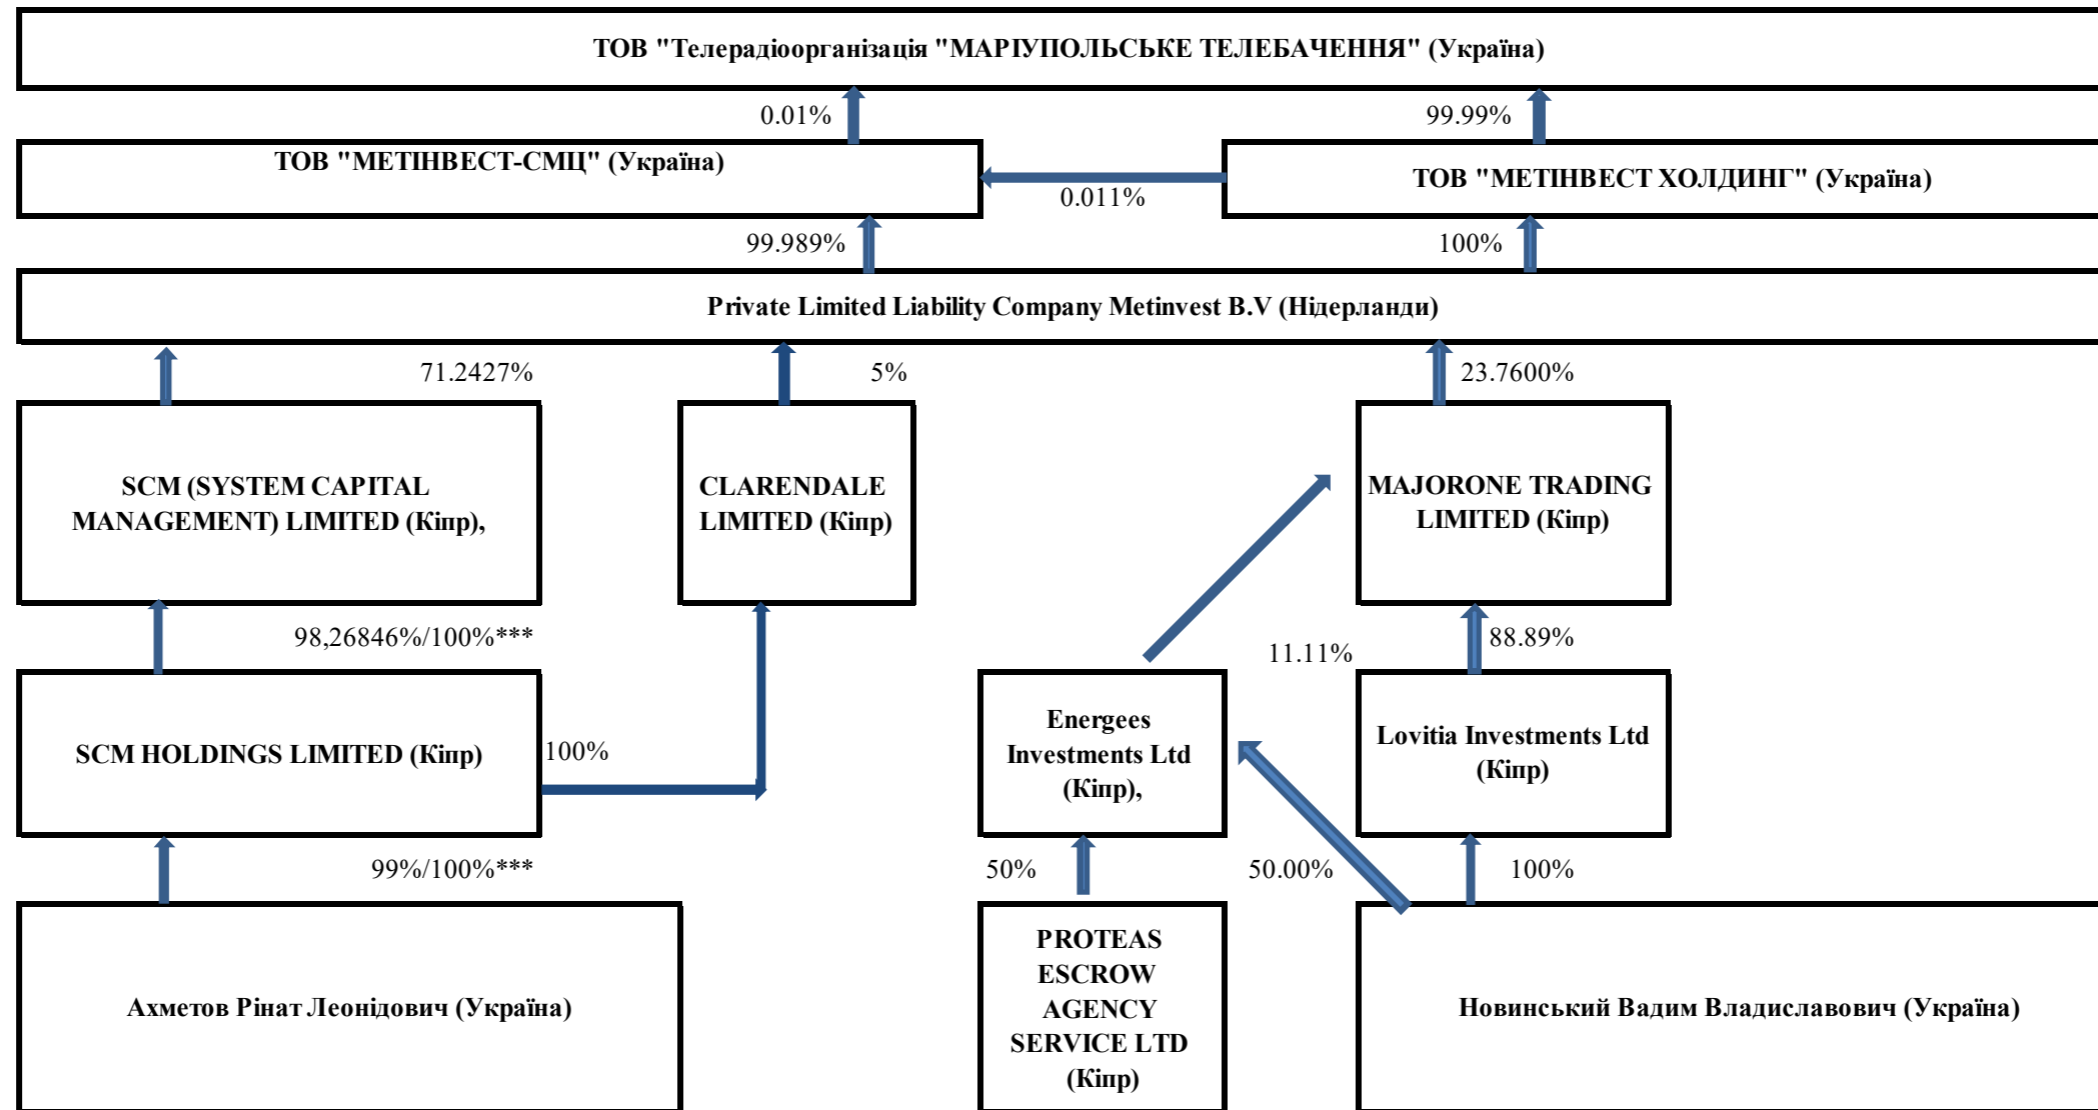 ТОВ "Телерадіоорганізація "МАРІУПОЛЬСЬКЕ ТЕЛЕБАЧЕННЯ" (Україна)
0.01%
99.99%
ТОВ "МЕТІНВЕСТ-СМЦ" (Україна)
ТОВ "МЕТІНВЕСТ ХОЛДИНГ" (Україна)
0.011%
99.989%
100%
Private Limited Liability Company Metinvest B.V (Нідерланди)
71.2427%
5%
23.7600%
SCM (SYSTEM CAPITAL
MANAGEMENT) LIMITED (Кіпр),
CLARENDALE
LIMITED (Кіпр)
MAJORONE TRADING
LIMITED (Кіпр)
98,26846%/100%***
11.11%
88.89%
SCM HOLDINGS LIMITED (Кіпр)
100%
Energees
Investments Ltd
(Кіпр),
Lovitia Investments Ltd
(Кіпр)
99%/100%***
50%
50.00%
100%
Ахметов Рінат Леонідович (Україна)
PROTEAS
ESCROW
AGENCY
SERVICE LTD
(Кіпр)
Новинський Вадим Владиславович (Україна)